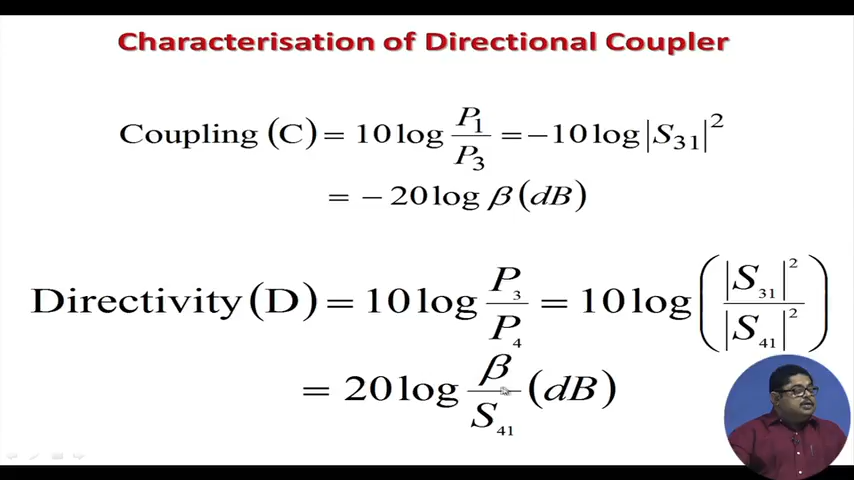 Characterisation of Directional Coupler
Coupling (C) = 10 log P₁/P₃ = −10 log |S₃₁|²
= − 20 log β (dB)
Directivity (D) = 10 log P₃/P₄ = 10 log (|S₃₁|²/|S₄₁|²)
= 20 log β/S₄₁ (dB)